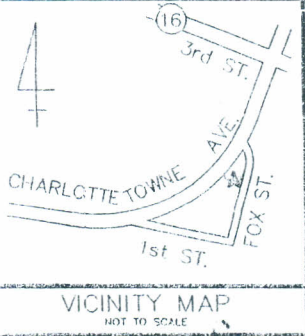 16
3rd ST.
AVE.
CHARLOTTETOWNE
FOX ST.
1st ST.
VICINITY MAP
NOT TO SCALE